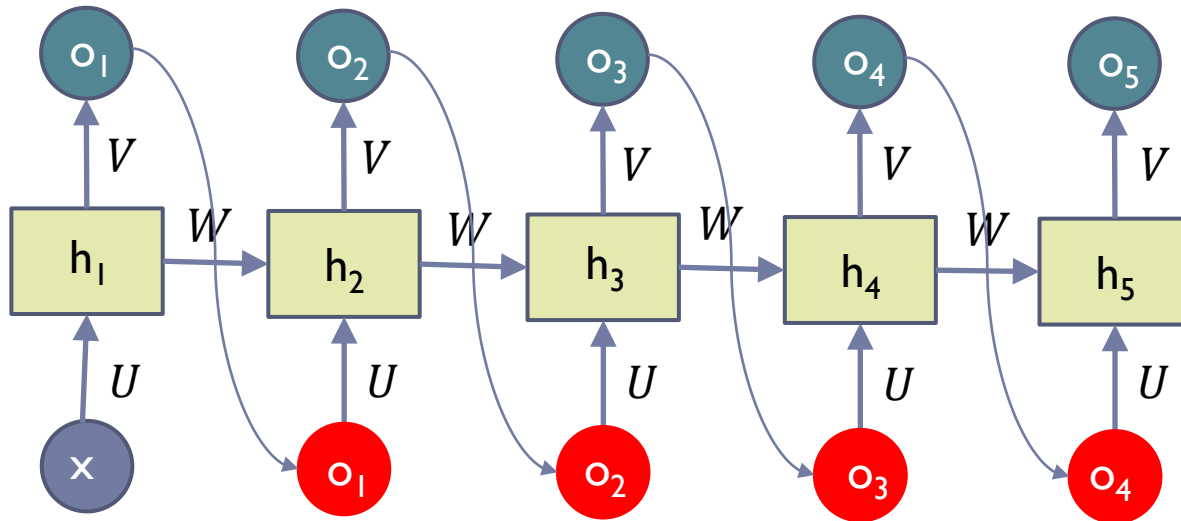 o₁ o₂ o₃ o₄ o₅
V V V V V
W W W W
h₁ h₂ h₃ h₄ h₅
U U U U U
x o₁ o₂ o₃ o₄